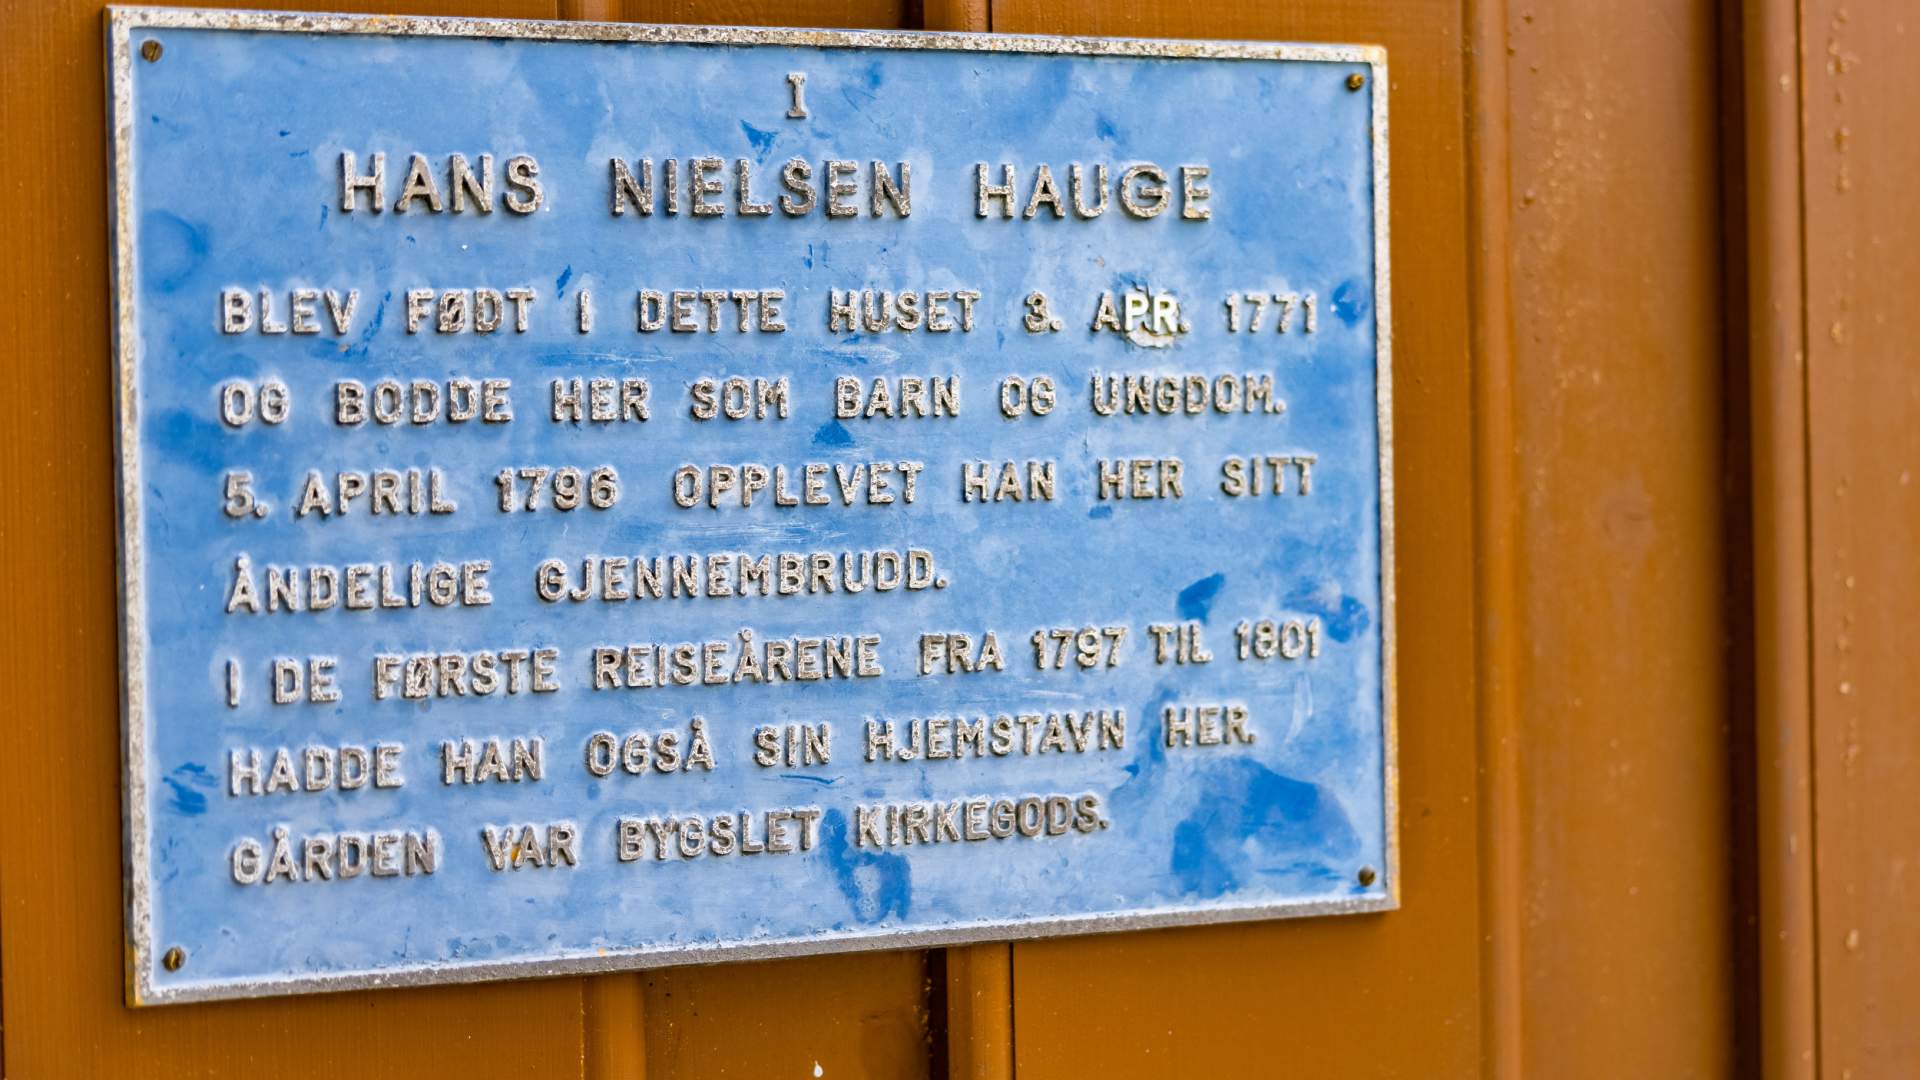 I
HANS NIELSEN HAUGE
BLEV FØDT I DETTE HUSET 3. APR. 1771
OG BODDE HER SOM BARN OG UNGDOM.
5. APRIL 1796 OPPLEVET HAN HER SITT
ÅNDELIGE GJENNEMBRUDD.
I DE FØRSTE REISEÅRENE FRA 1797 TIL 1801
HADDE HAN OGSÅ SIN HJEMSTAVN HER.
GÅRDEN VAR BYGSLET KIRKEGODS.